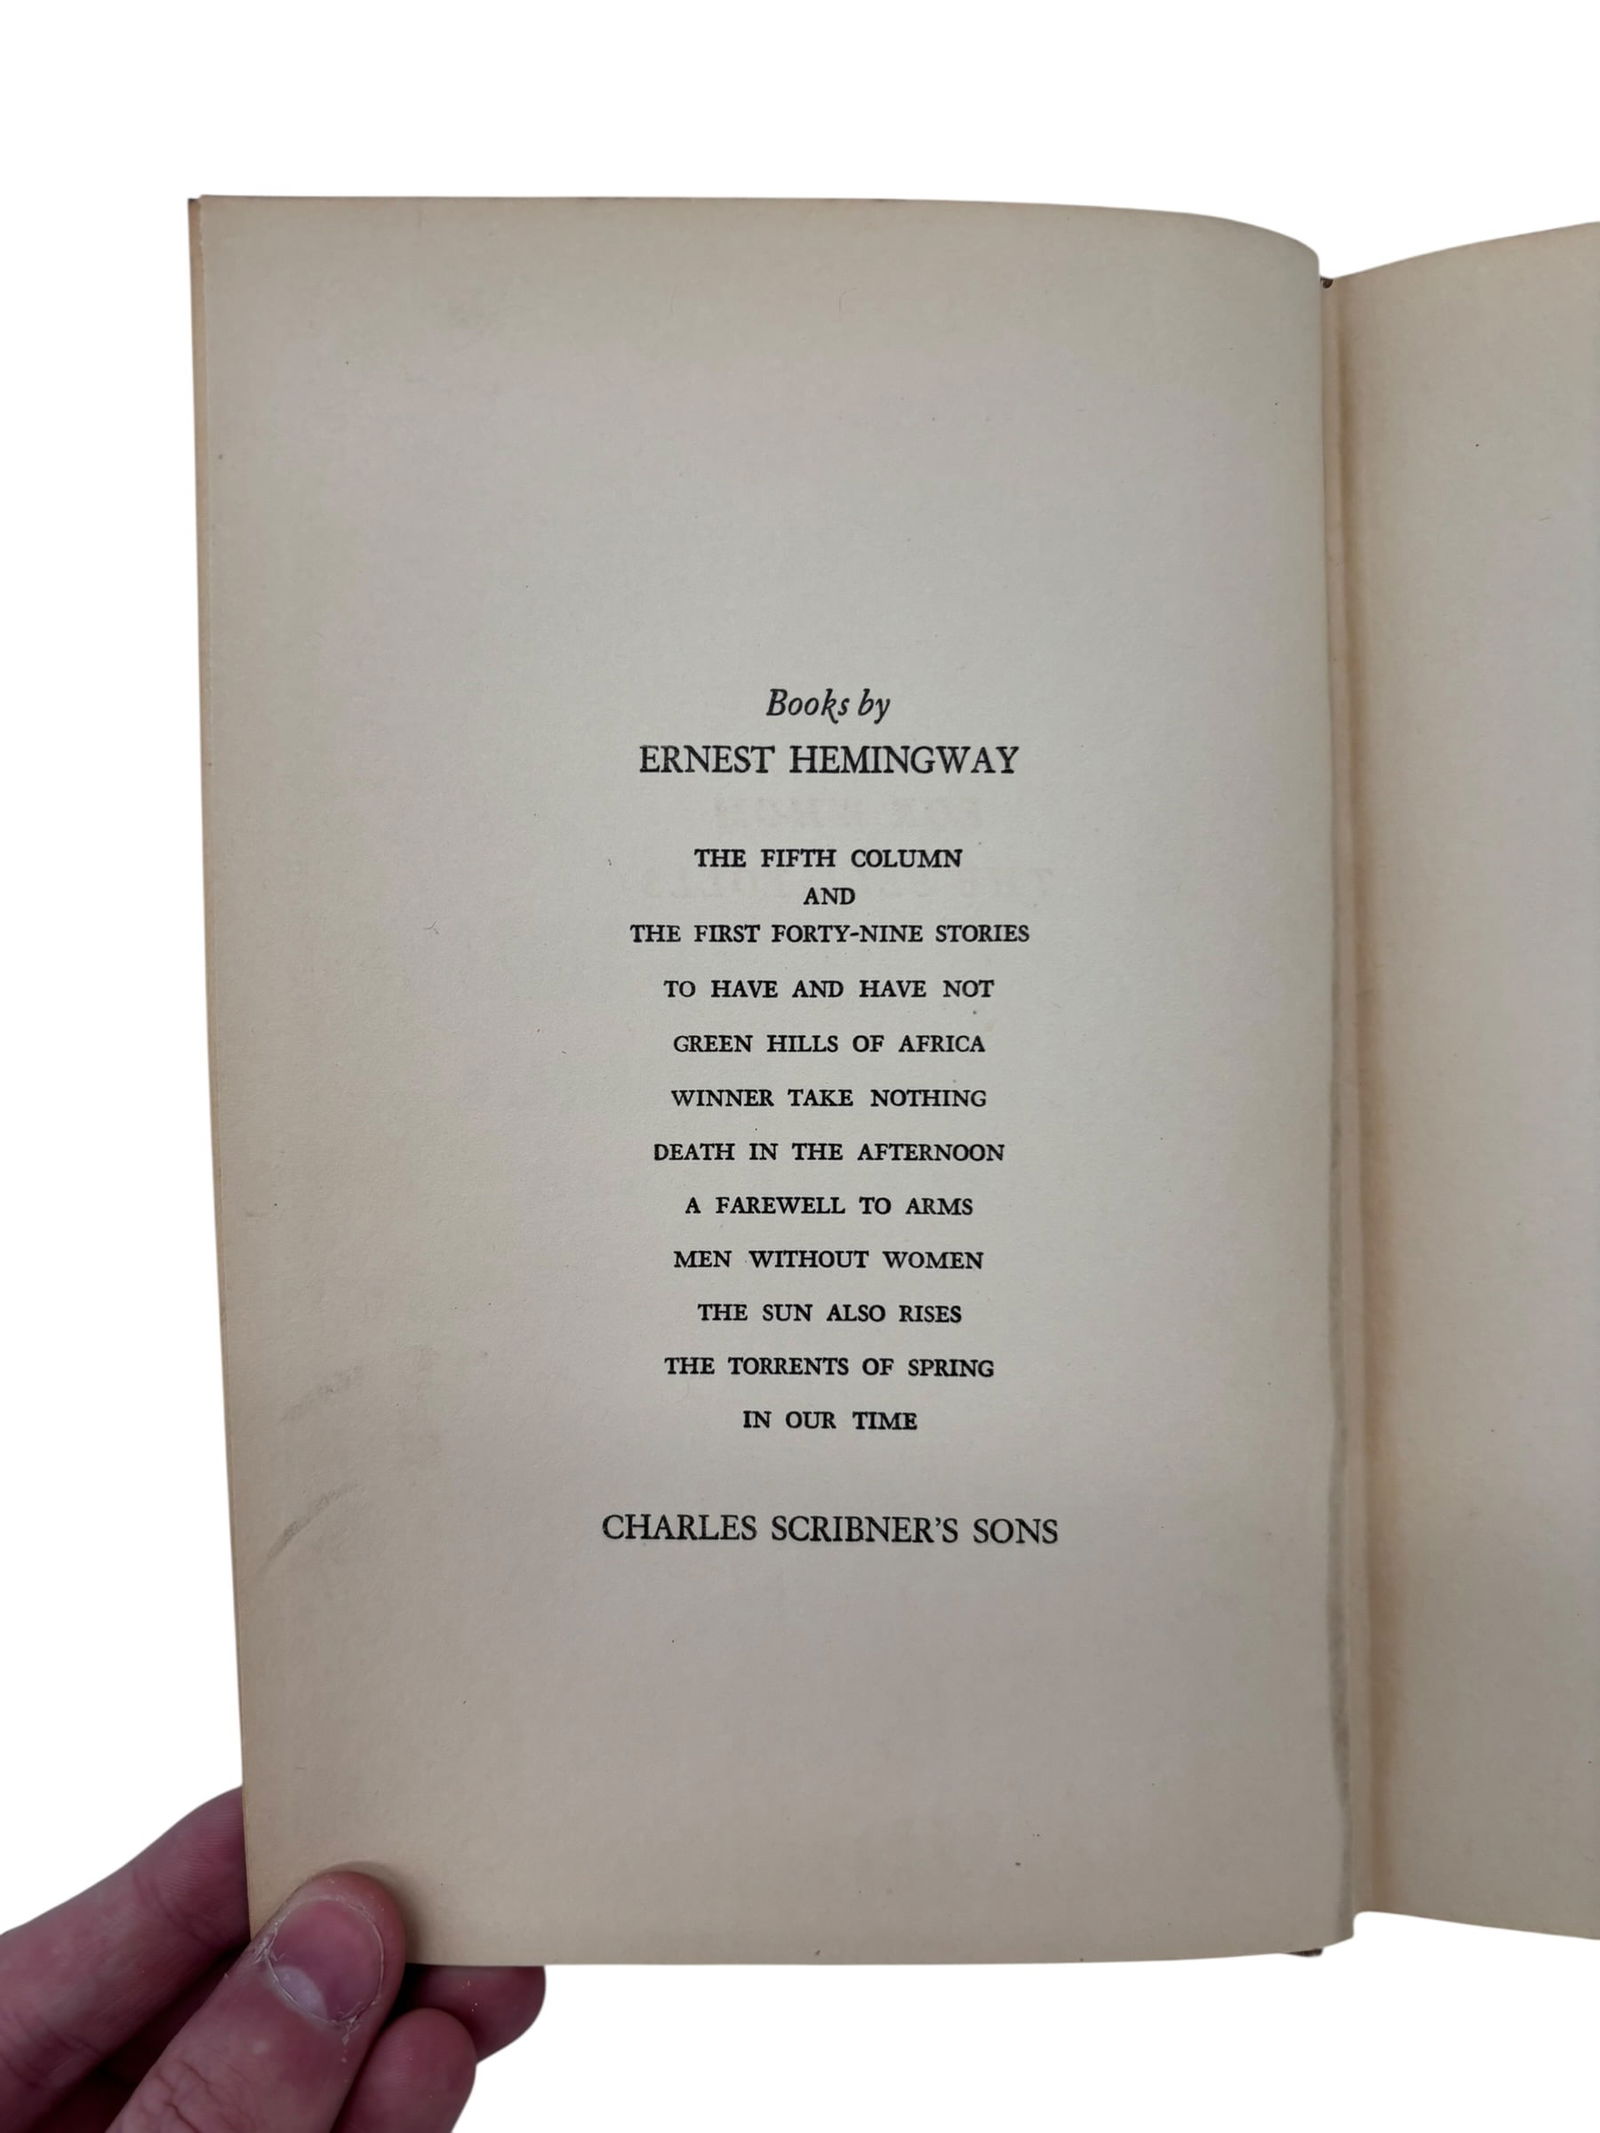 Books by
ERNEST HEMINGWAY
THE FIFTH COLUMN
AND
THE FIRST FORTY-NINE STORIES
TO HAVE AND HAVE NOT
GREEN HILLS OF AFRICA
WINNER TAKE NOTHING
DEATH IN THE AFTERNOON
A FAREWELL TO ARMS
MEN WITHOUT WOMEN
THE SUN ALSO RISES
THE TORRENTS OF SPRING
IN OUR TIME
CHARLES SCRIBNER'S SONS